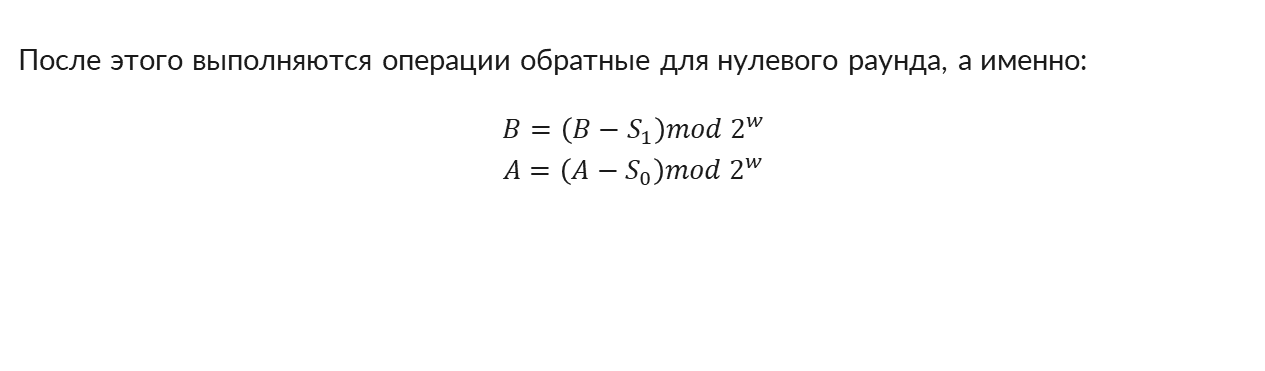 После этого выполняются операции обратные для нулевого раунда, а именно:
B = (B − S₁)mod 2ʷ
A = (A − S₀)mod 2ʷ